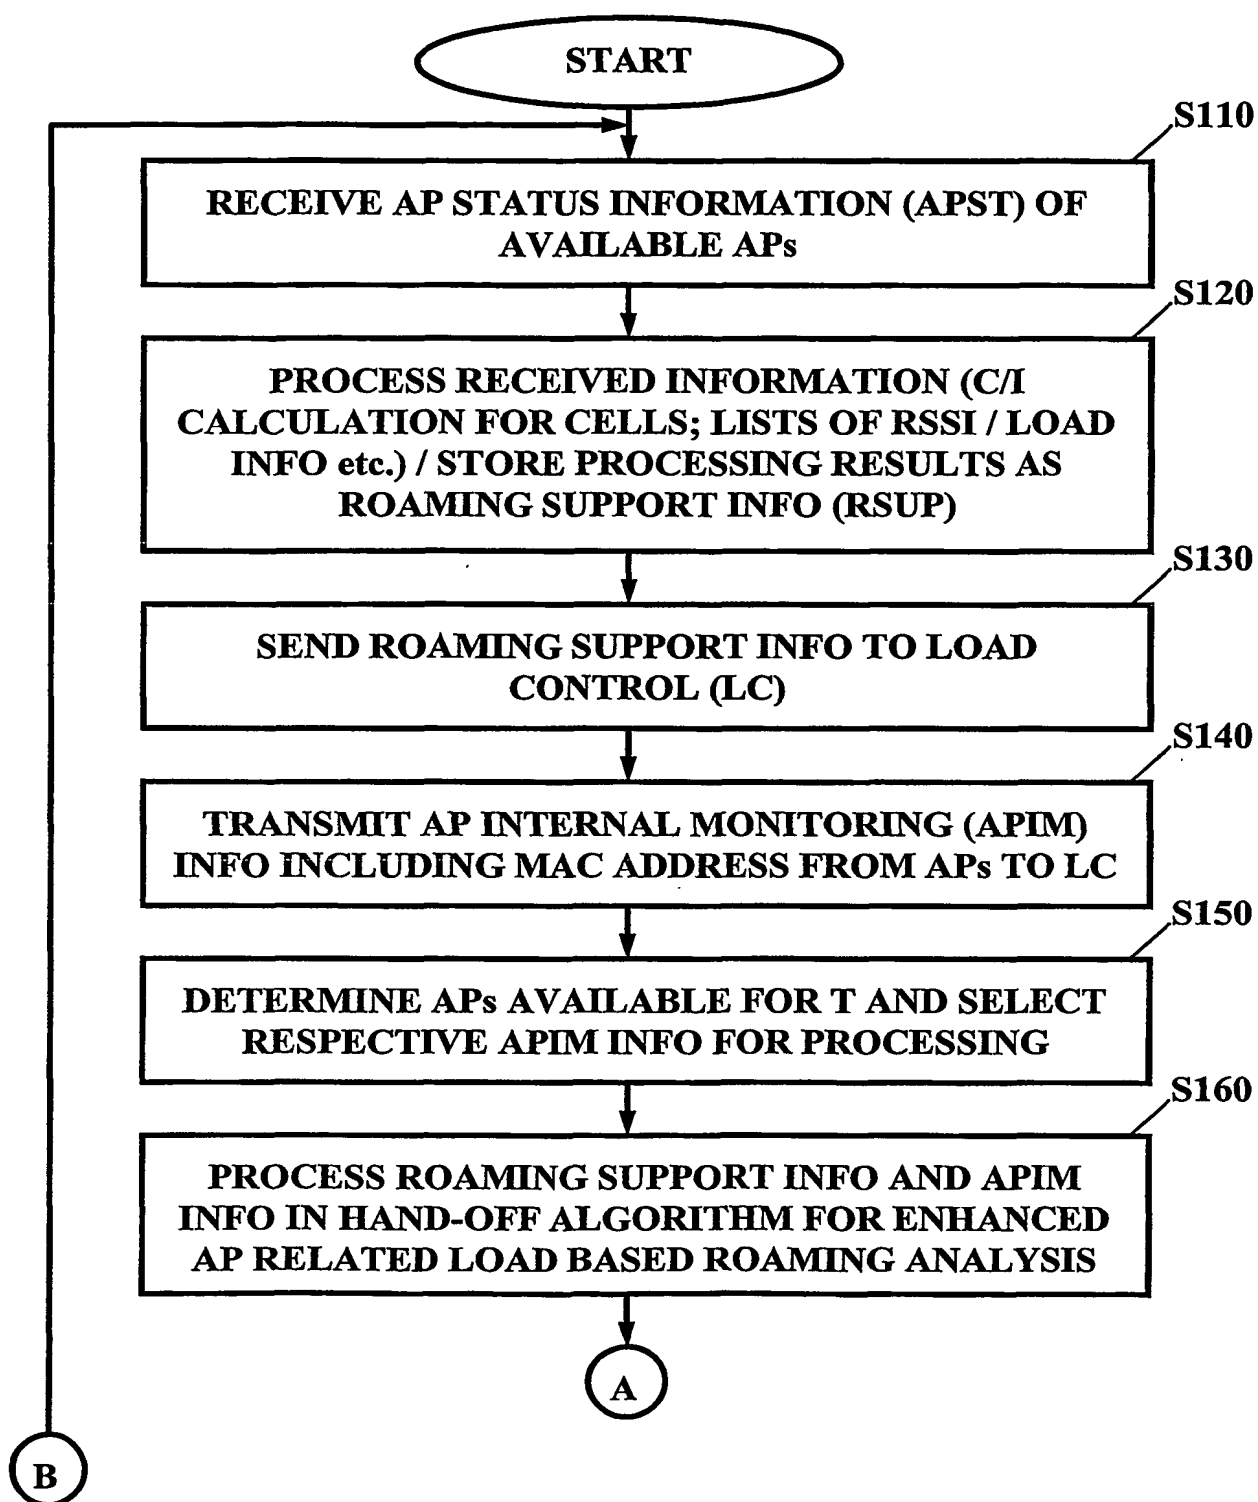 START
S110
RECEIVE AP STATUS INFORMATION (APST) OF
AVAILABLE APs
S120
PROCESS RECEIVED INFORMATION (C/I
CALCULATION FOR CELLS; LISTS OF RSSI / LOAD
INFO etc.) / STORE PROCESSING RESULTS AS
ROAMING SUPPORT INFO (RSUP)
S130
SEND ROAMING SUPPORT INFO TO LOAD
CONTROL (LC)
S140
TRANSMIT AP INTERNAL MONITORING (APIM)
INFO INCLUDING MAC ADDRESS FROM APs TO LC
S150
DETERMINE APs AVAILABLE FOR T AND SELECT
RESPECTIVE APIM INFO FOR PROCESSING
S160
PROCESS ROAMING SUPPORT INFO AND APIM
INFO IN HAND-OFF ALGORITHM FOR ENHANCED
AP RELATED LOAD BASED ROAMING ANALYSIS
A
B